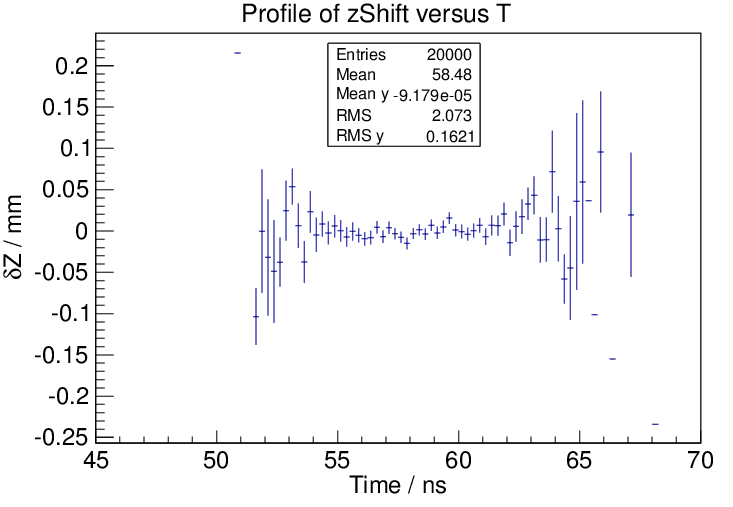 Profile of zShift versus T
Entries 20000
Mean 58.48
Mean y -9.179e-05
RMS 2.073
RMS y 0.1621
0.2
0.15
0.1
0.05
0
-0.05
-0.1
-0.15
-0.2
-0.25
δZ / mm
45 50 55 60 65 70
Time / ns